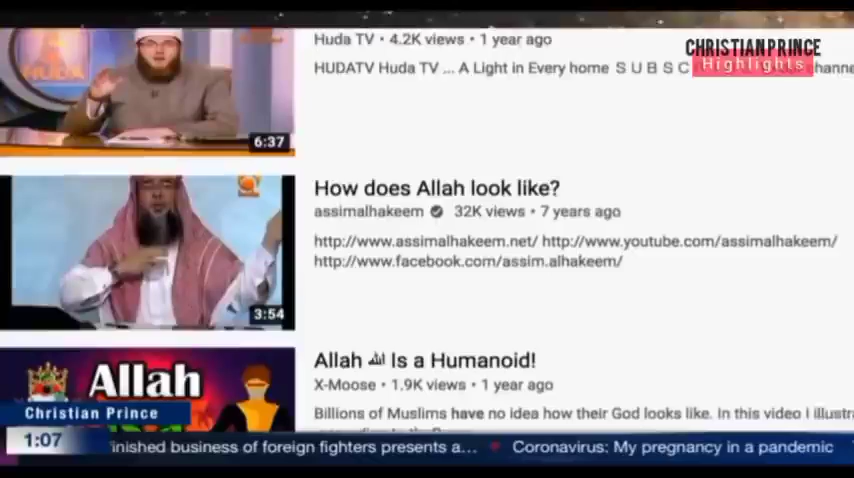 HUDA
6:37
Huda TV • 4.2K views • 1 year ago
HUDATV Huda TV ... A Light in Every home S U B S C
CHRISTIAN PRINCE
Highlights
3:54
How does Allah look like?
assimalhakeem 32K views • 7 years ago
http://www.assimalhakeem.net/ http://www.youtube.com/assimalhakeem/
http://www.facebook.com/assim.alhakeem/
Allah
Allah ﷲ Is a Humanoid!
X-Moose • 1.9K views • 1 year ago
Billions of Muslims have no idea how their God looks like. In this video I illustra
Christian Prince
1:07
inished business of foreign fighters presents a... Coronavirus: My pregnancy in a pandemic